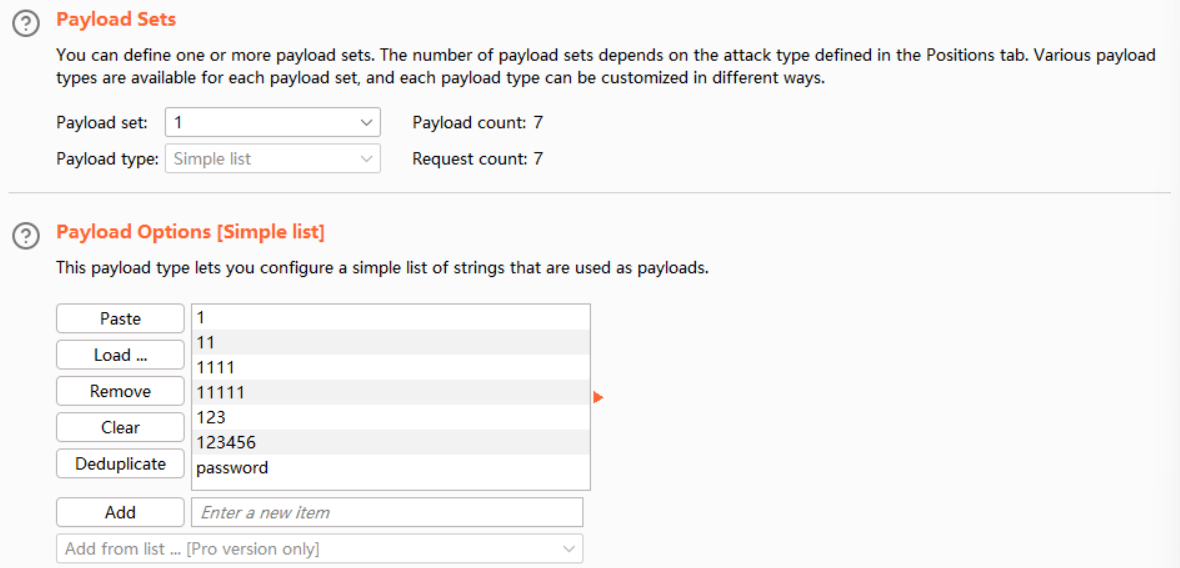 Payload Sets
You can define one or more payload sets. The number of payload sets depends on the attack type defined in the Positions tab. Various payload
types are available for each payload set, and each payload type can be customized in different ways.
Payload set: 1 Payload count: 7
Payload type: Simple list Request count: 7
Payload Options [Simple list]
This payload type lets you configure a simple list of strings that are used as payloads.
Paste 1
11
Load ... 1111
Remove 11111
Clear 123
123456
Deduplicate password
Add Enter a new item
Add from list ... [Pro version only]